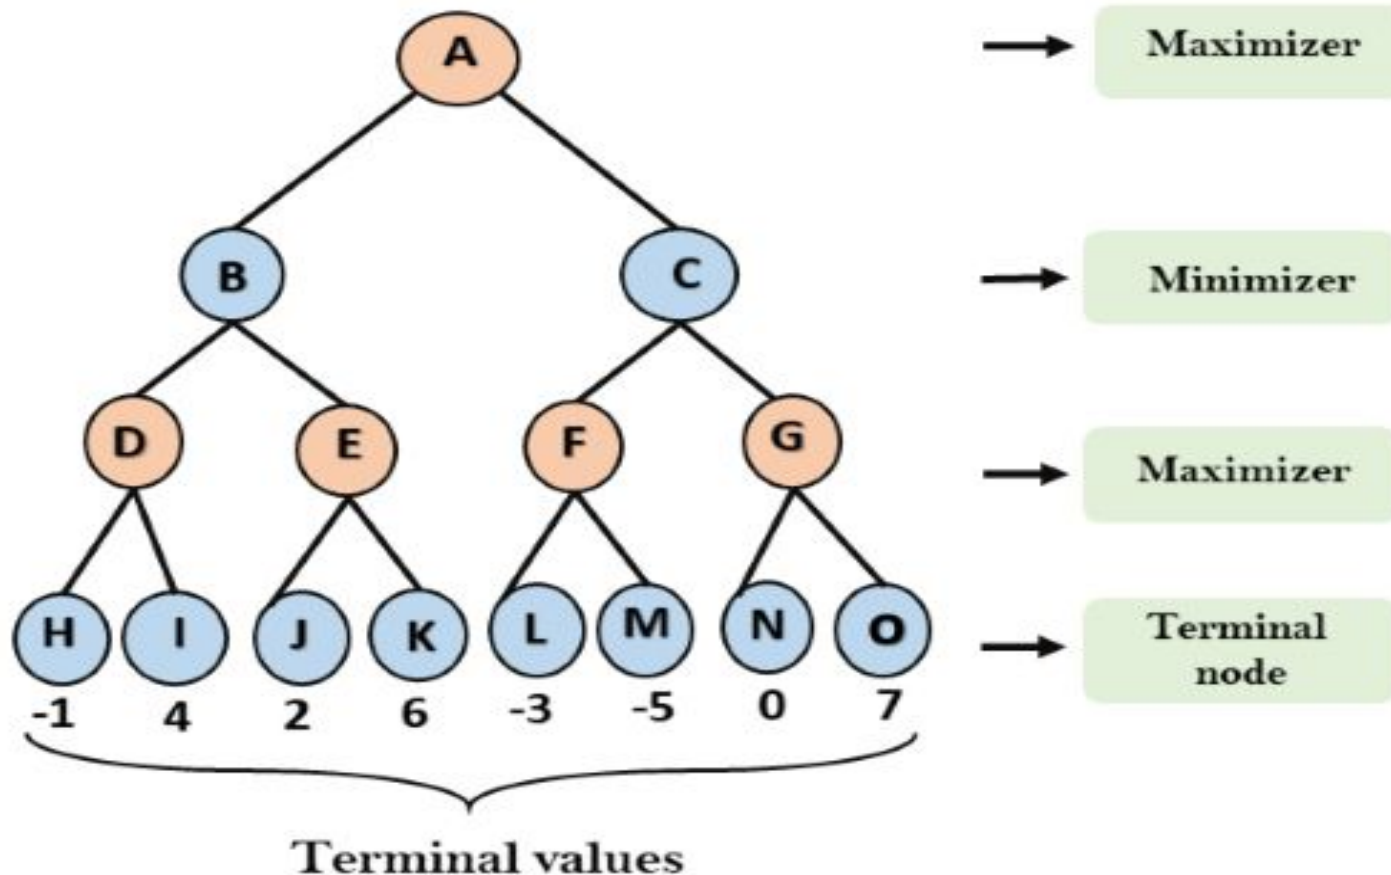 A
Maximizer
B
C
Minimizer
D
E
F
G
Maximizer
H
I
J
K
L
M
N
O
Terminal
node
-1
4
2
6
-3
-5
0
7
Terminal values